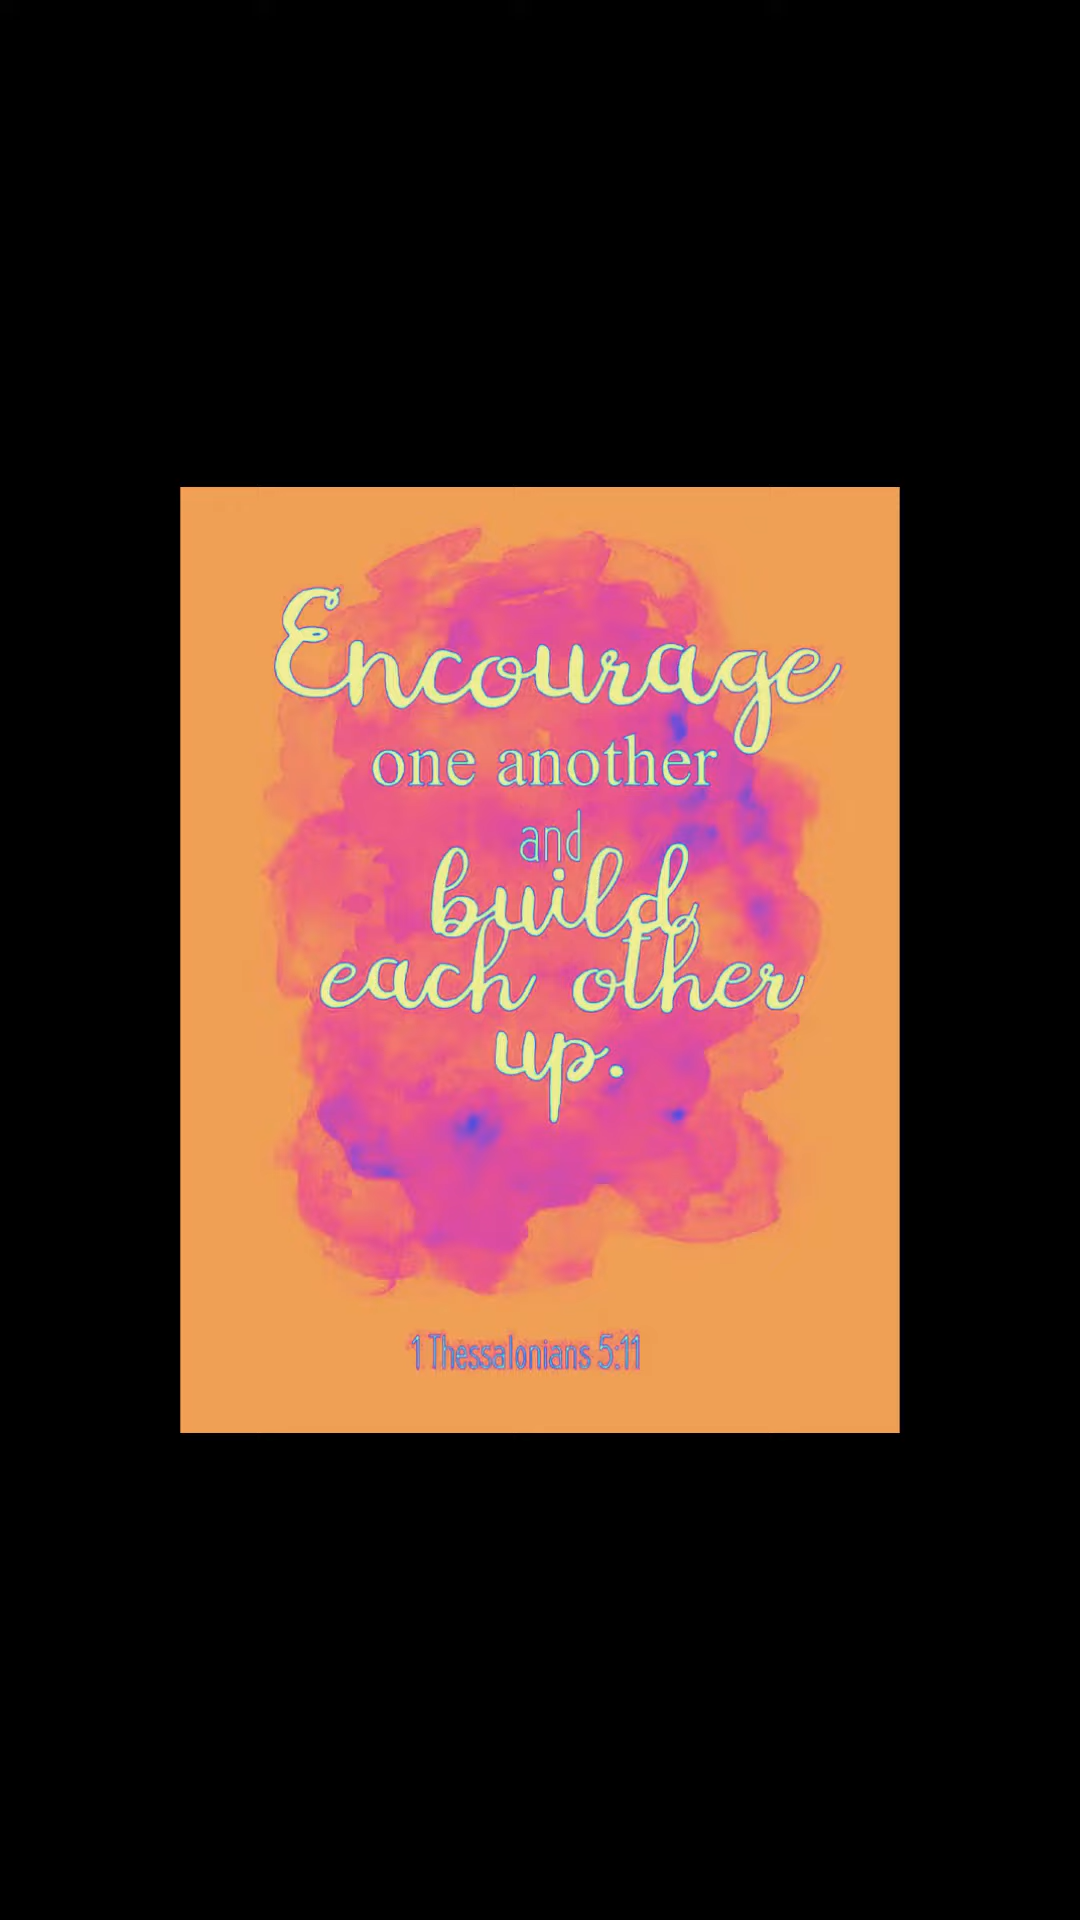 Encourage
one another
and
build
each other
up.
1 Thessalonians 5:11